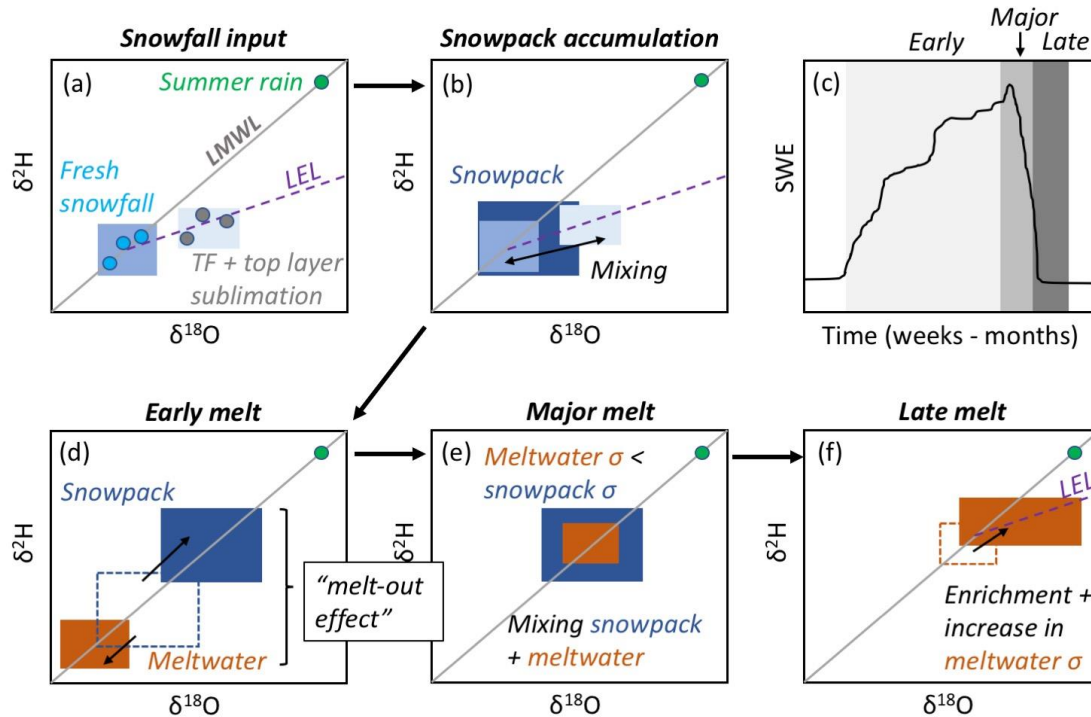 Snowfall input
(a)
Summer rain
LMWL
Fresh
snowfall
LEL
TF + top layer
sublimation
δ²H
δ¹⁸O
Snowpack accumulation
(b)
Snowpack
Mixing
δ²H
δ¹⁸O
Major
Early
Late
(c)
SWE
Time (weeks - months)
Early melt
(d)
Snowpack
Meltwater
δ²H
δ¹⁸O
"melt-out
effect"
Major melt
(e)
Meltwater σ <
snowpack σ
Mixing snowpack
+ meltwater
δ²H
δ¹⁸O
Late melt
(f)
LEL
Enrichment +
increase in
meltwater σ
δ²H
δ¹⁸O